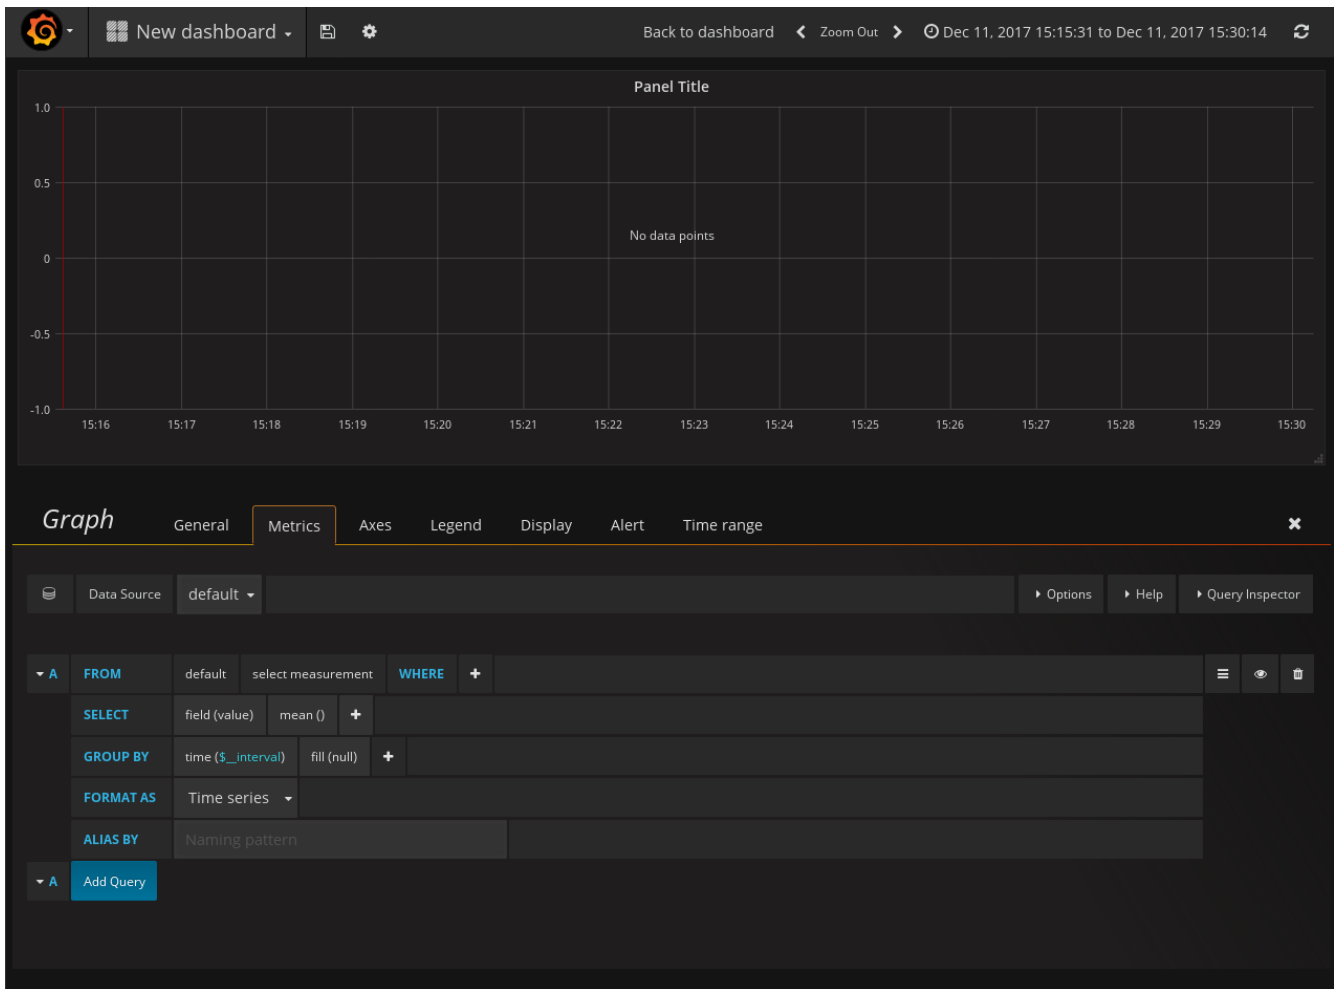 New dashboard
Back to dashboard Zoom Out Dec 11, 2017 15:15:31 to Dec 11, 2017 15:30:14
Panel Title
1.0
0.5
No data points
0
-0.5
-1.0
15:16 15:17 15:18 15:19 15:20 15:21 15:22 15:23 15:24 15:25 15:26 15:27 15:28 15:29 15:30
Graph General Metrics Axes Legend Display Alert Time range
Data Source default Options Help Query Inspector
A FROM default select measurement WHERE +
SELECT field (value) mean () +
GROUP BY time ($__interval) fill (null) +
FORMAT AS Time series
ALIAS BY Naming pattern
A Add Query